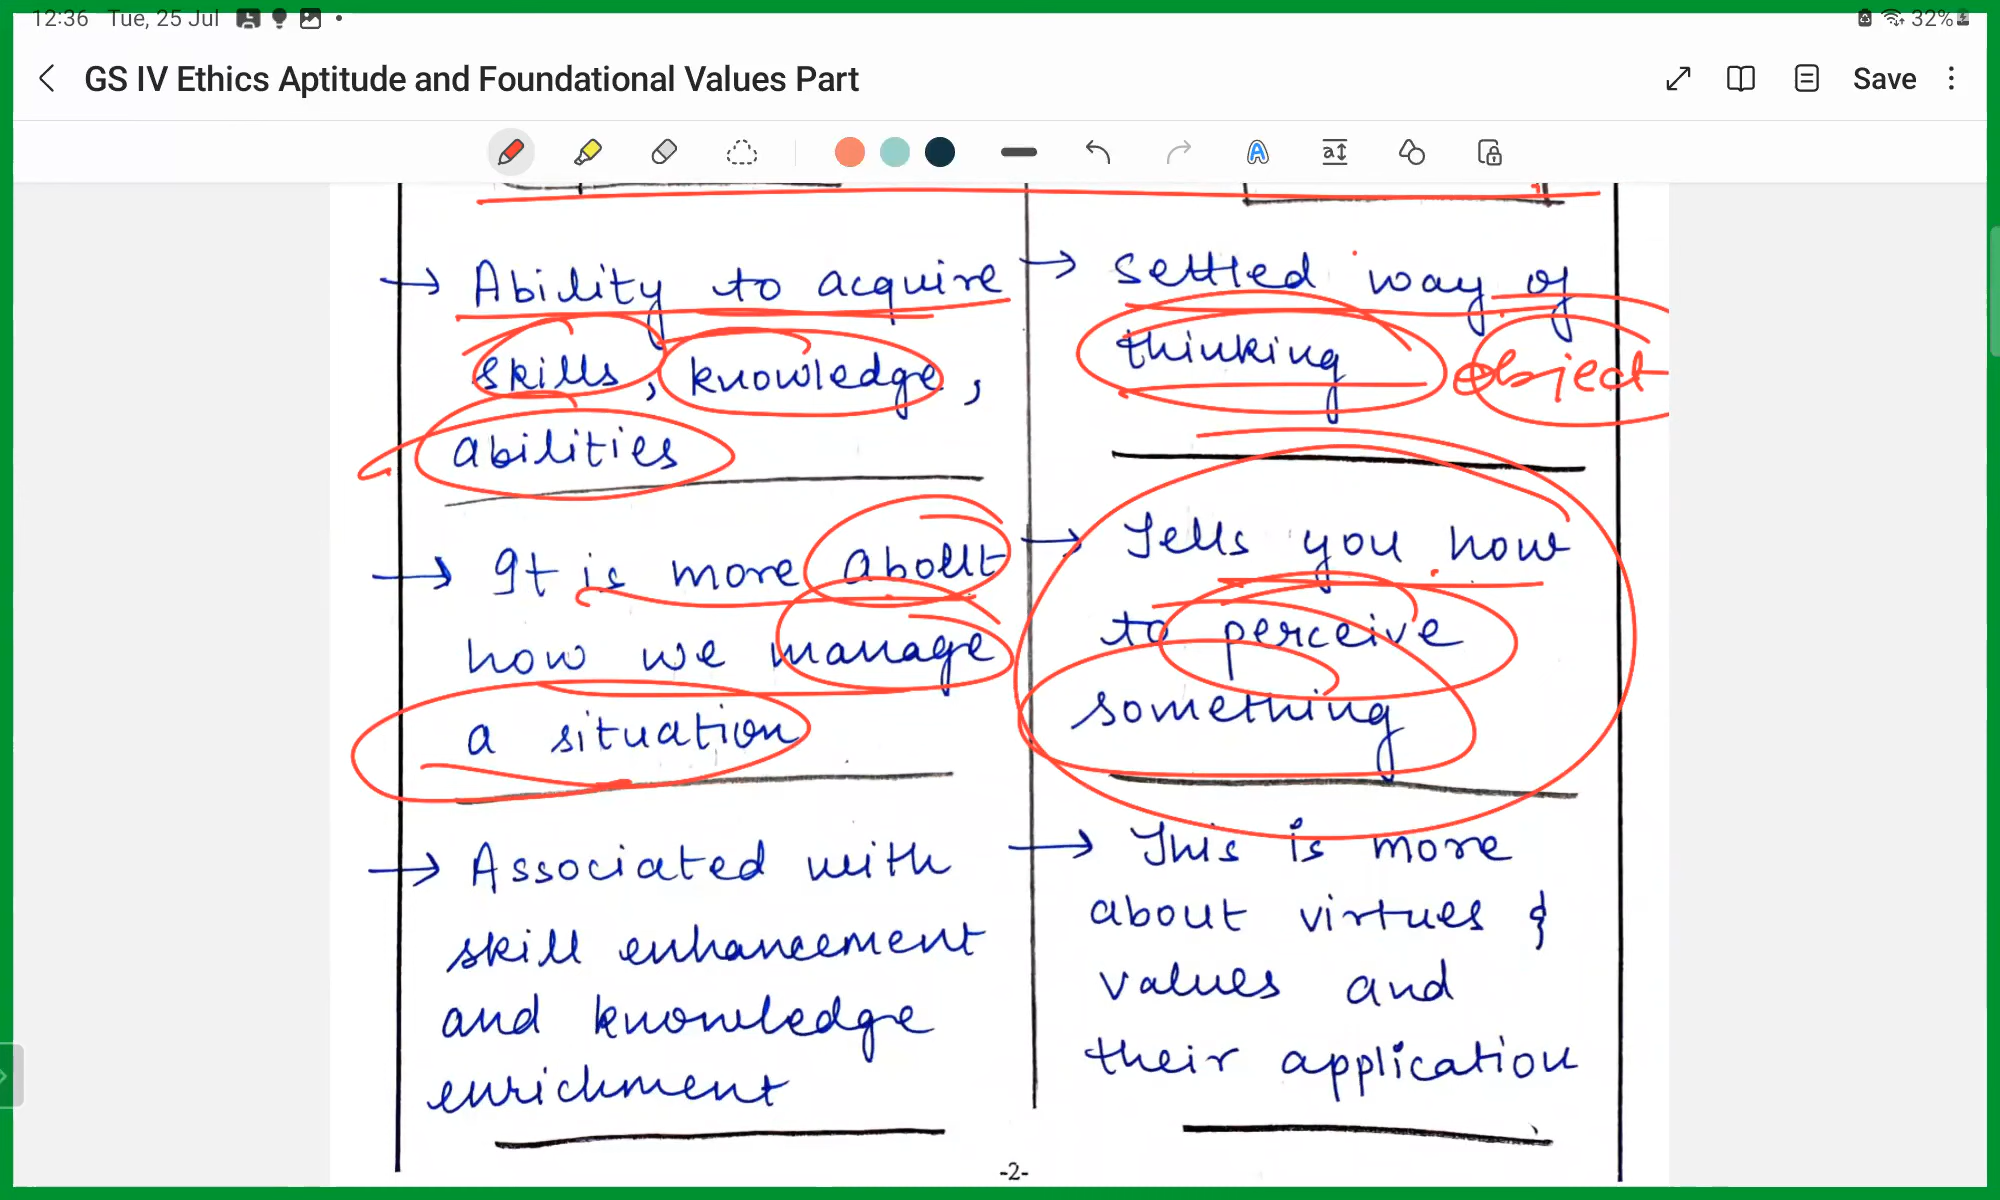 12:36 Tue, 25 Jul
32%
GS IV Ethics Aptitude and Foundational Values Part
Save
→ Ability to acquire
skills, knowledge,
abilities
→ It is more about
how we manage
a situation
→ Associated with
skill enhancement
and knowledge
enrichment
→ Settled way of
thinking object
→ Tells you how
to perceive
something
→ This is more
about virtues &
values and
their application
-2-